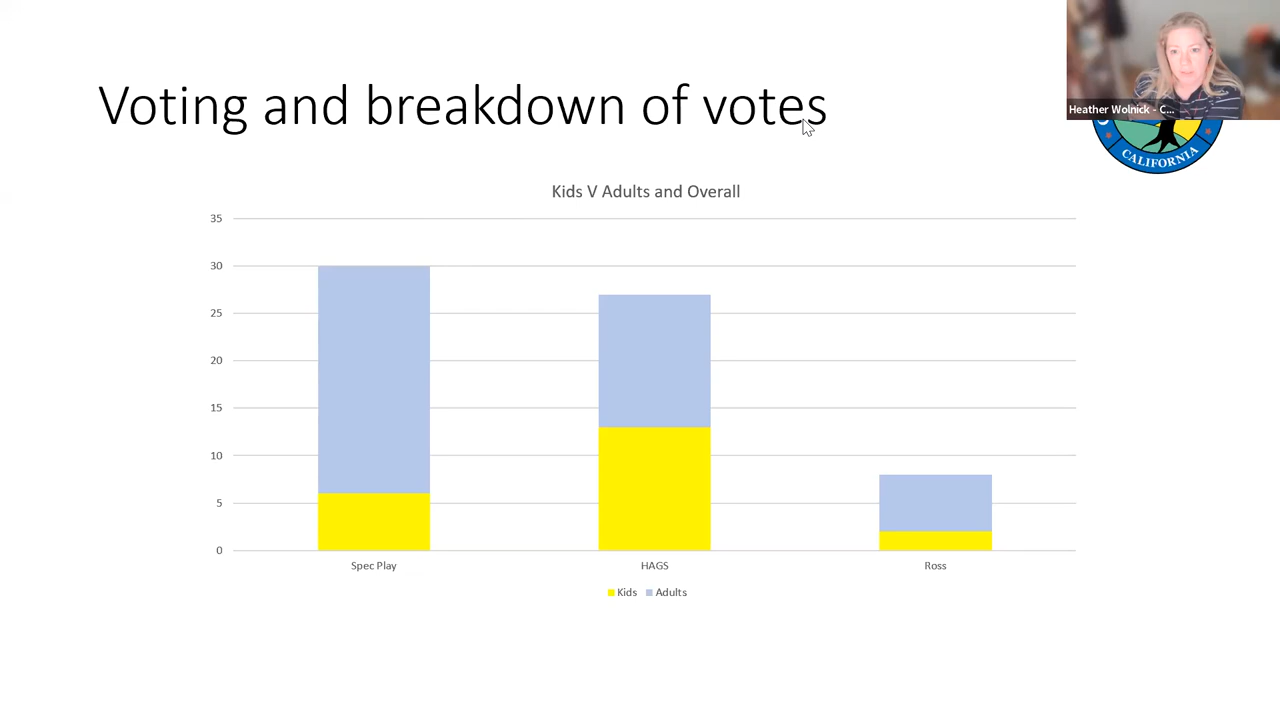 Voting and breakdown of votes
Heather Wolnick - C...
CALIFORNIA
Kids V Adults and Overall
35
30
25
20
15
10
5
0
Spec Play HAGS Ross
Kids Adults